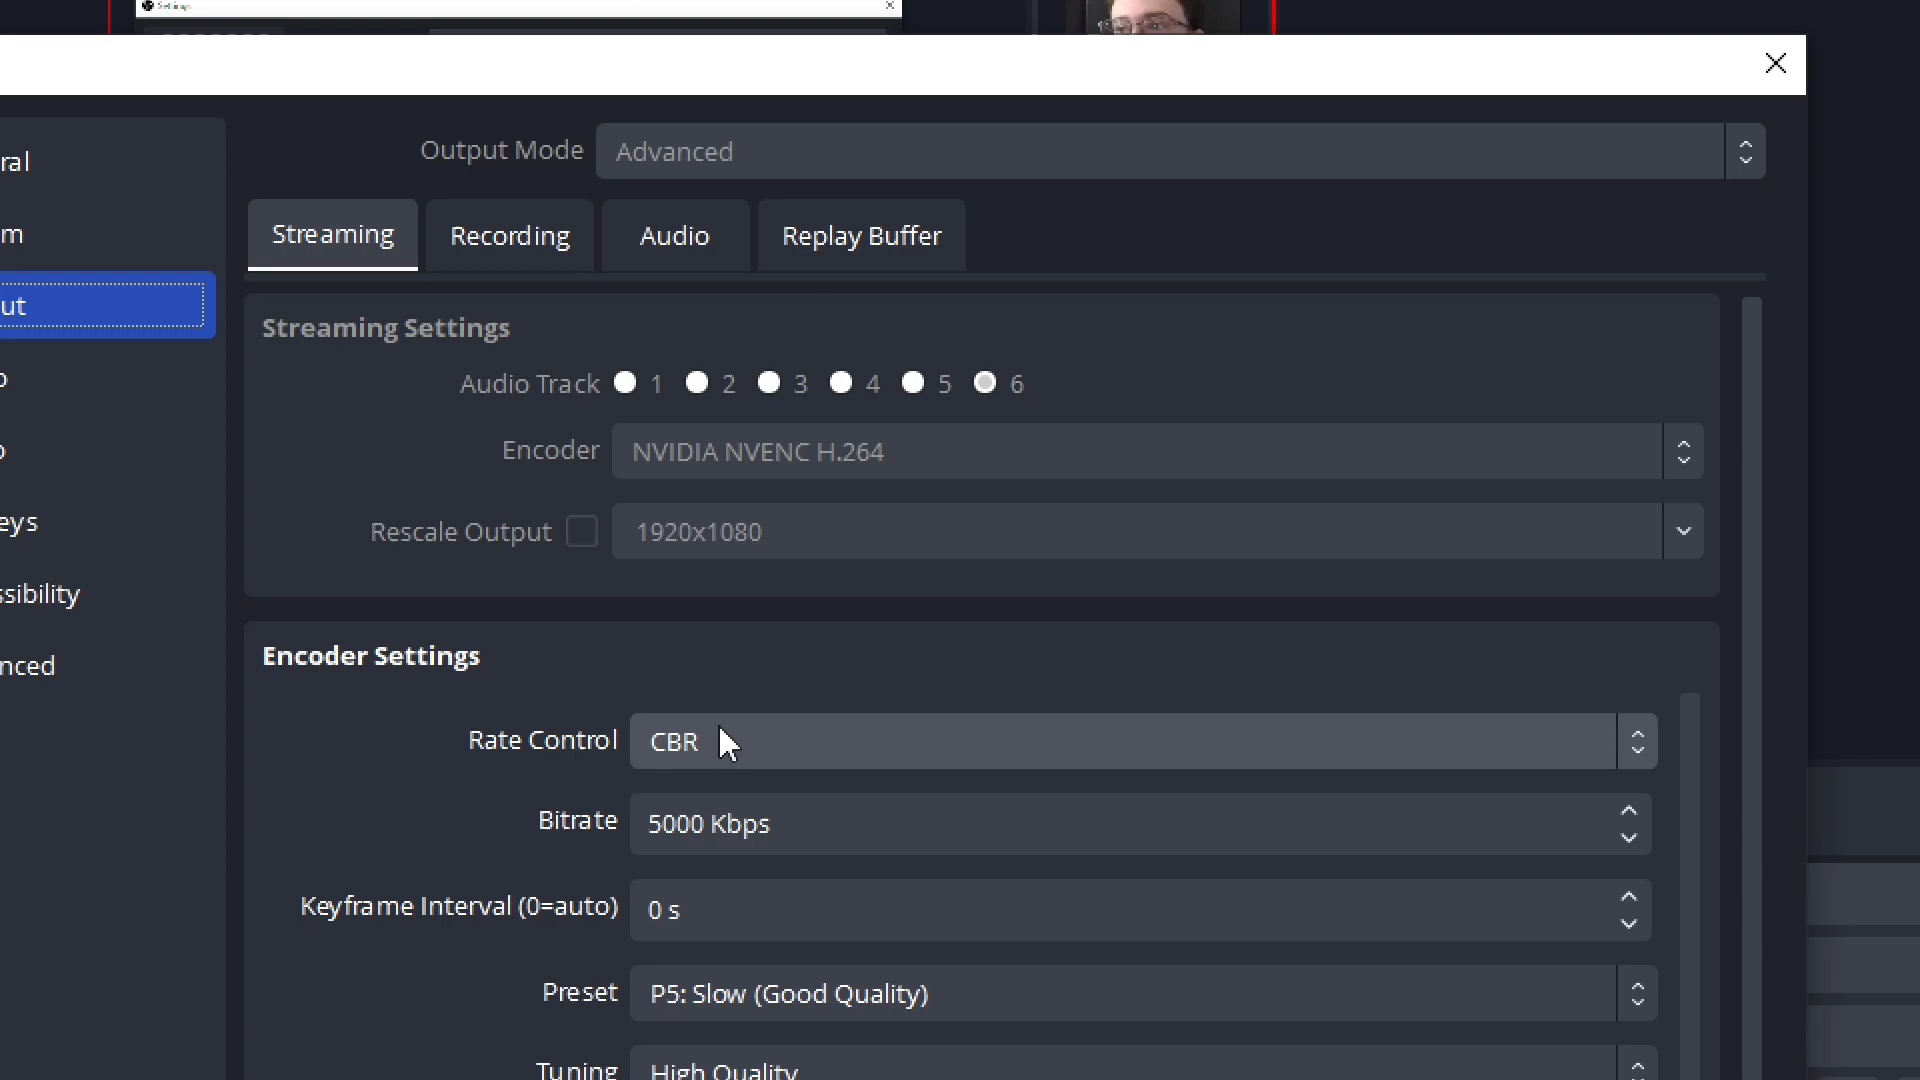 Settings
Output Mode Advanced
Streaming Recording Audio Replay Buffer
Streaming Settings
Audio Track 1 2 3 4 5 6
Encoder NVIDIA NVENC H.264
Rescale Output 1920x1080
Encoder Settings
Rate Control CBR
Bitrate 5000 Kbps
Keyframe Interval (0=auto) 0 s
Preset P5: Slow (Good Quality)
Tuning High Quality
ral
m
ut
o
o
eys
ssibility
nced